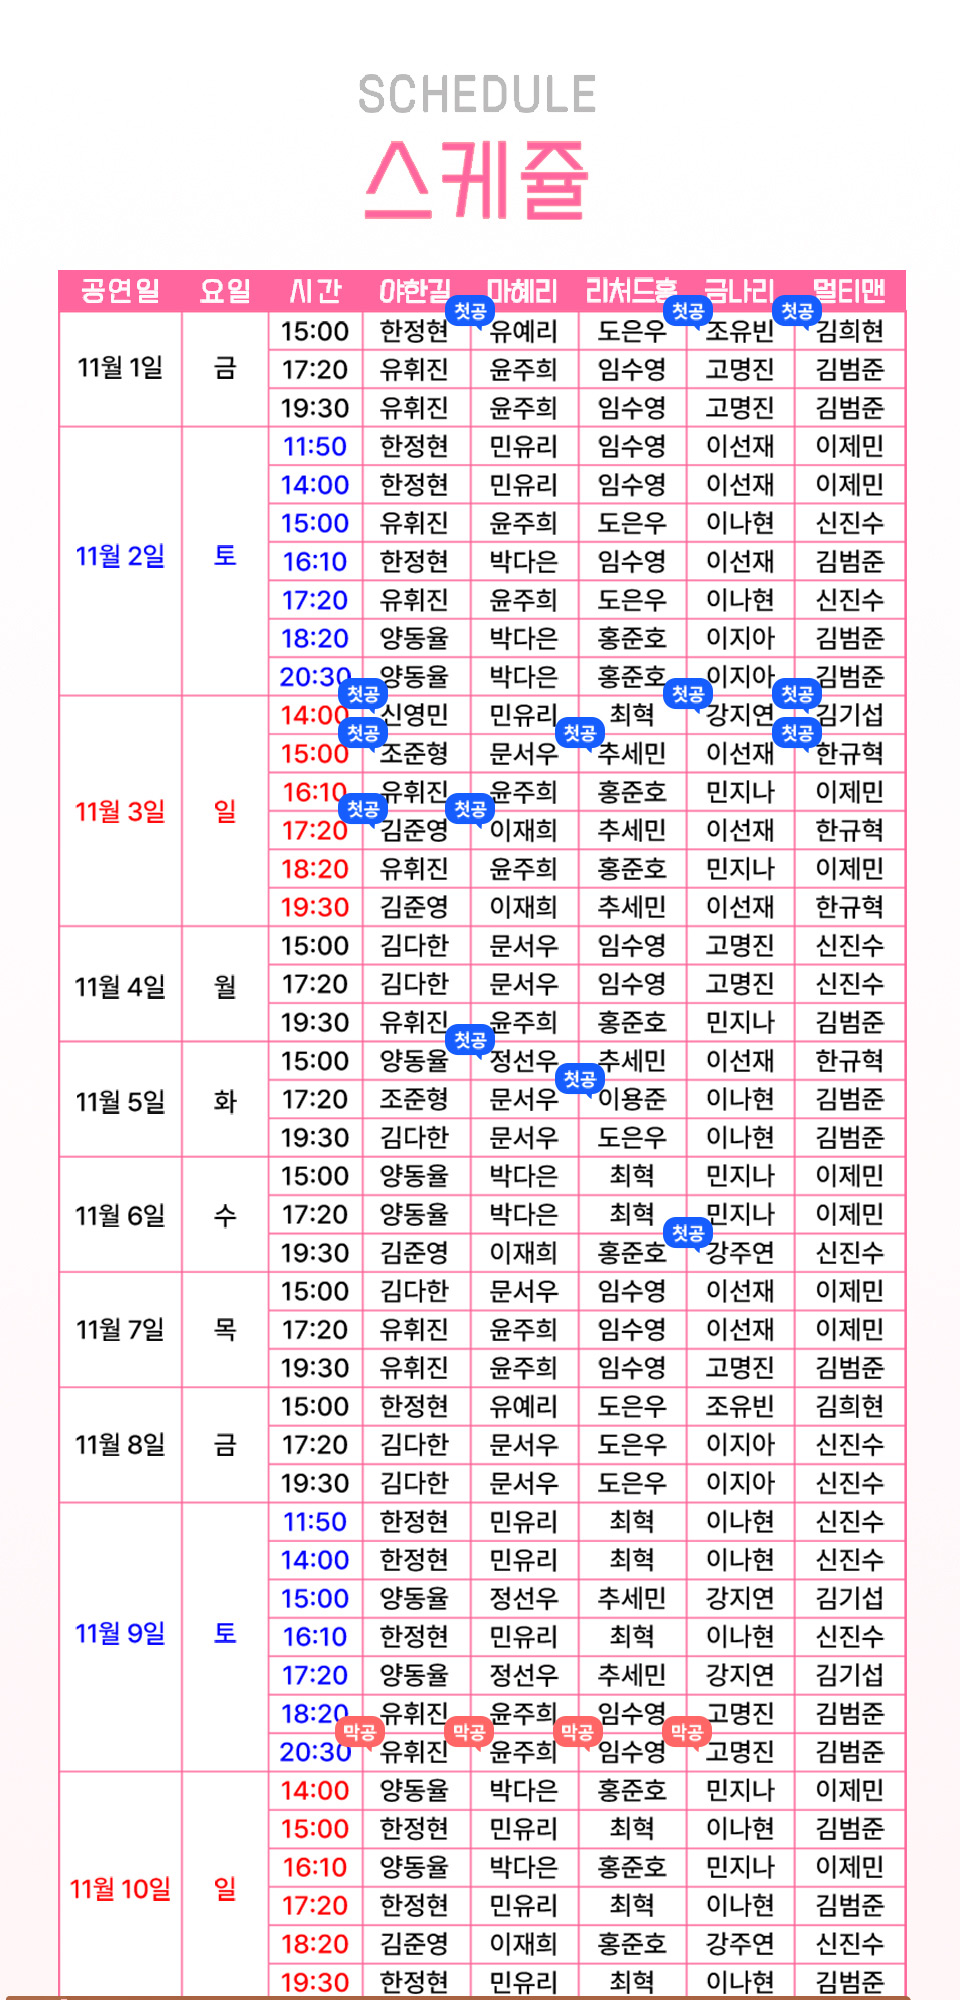 SCHEDULE
스케쥴
공연일 요일 시간 야한길 마혜리 리처드홍 금나리 멀티맨
첫공 첫공 첫공
11월 1일 금 15:00 한정현 유예리 도은우 조유빈 김희현
17:20 유휘진 윤주희 임수영 고명진 김범준
19:30 유휘진 윤주희 임수영 고명진 김범준
11월 2일 토 11:50 한정현 민유리 임수영 이선재 이제민
14:00 한정현 민유리 임수영 이선재 이제민
15:00 유휘진 윤주희 도은우 이나현 신진수
16:10 한정현 박다은 임수영 이선재 김범준
17:20 유휘진 윤주희 도은우 이나현 신진수
18:20 양동율 박다은 홍준호 이지아 김범준
20:30 양동율 박다은 홍준호 이지아 김범준
첫공 첫공 첫공
11월 3일 일 14:00 신영민 민유리 최혁 강지연 김기섭
첫공 첫공 첫공
15:00 조준형 문서우 추세민 이선재 한규혁
16:10 유휘진 윤주희 홍준호 민지나 이제민
첫공 첫공
17:20 김준영 이재희 추세민 이선재 한규혁
18:20 유휘진 윤주희 홍준호 민지나 이제민
19:30 김준영 이재희 추세민 이선재 한규혁
11월 4일 월 15:00 김다한 문서우 임수영 고명진 신진수
17:20 김다한 문서우 임수영 고명진 신진수
19:30 유휘진 윤주희 홍준호 민지나 김범준
첫공
11월 5일 화 15:00 양동율 정선우 추세민 이선재 한규혁
첫공
17:20 조준형 문서우 이용준 이나현 김범준
19:30 김다한 문서우 도은우 이나현 김범준
11월 6일 수 15:00 양동율 박다은 최혁 민지나 이제민
17:20 양동율 박다은 최혁 민지나 이제민
첫공
19:30 김준영 이재희 홍준호 강주연 신진수
11월 7일 목 15:00 김다한 문서우 임수영 이선재 이제민
17:20 유휘진 윤주희 임수영 이선재 이제민
19:30 유휘진 윤주희 임수영 고명진 김범준
11월 8일 금 15:00 한정현 유예리 도은우 조유빈 김희현
17:20 김다한 문서우 도은우 이지아 신진수
19:30 김다한 문서우 도은우 이지아 신진수
11월 9일 토 11:50 한정현 민유리 최혁 이나현 신진수
14:00 한정현 민유리 최혁 이나현 신진수
15:00 양동율 정선우 추세민 강지연 김기섭
16:10 한정현 민유리 최혁 이나현 신진수
17:20 양동율 정선우 추세민 강지연 김기섭
18:20 유휘진 윤주희 임수영 고명진 김범준
막공 막공 막공 막공
20:30 유휘진 윤주희 임수영 고명진 김범준
11월 10일 일 14:00 양동율 박다은 홍준호 민지나 이제민
15:00 한정현 민유리 최혁 이나현 김범준
16:10 양동율 박다은 홍준호 민지나 이제민
17:20 한정현 민유리 최혁 이나현 김범준
18:20 김준영 이재희 홍준호 강주연 신진수
19:30 한정현 민유리 최혁 이나현 김범준